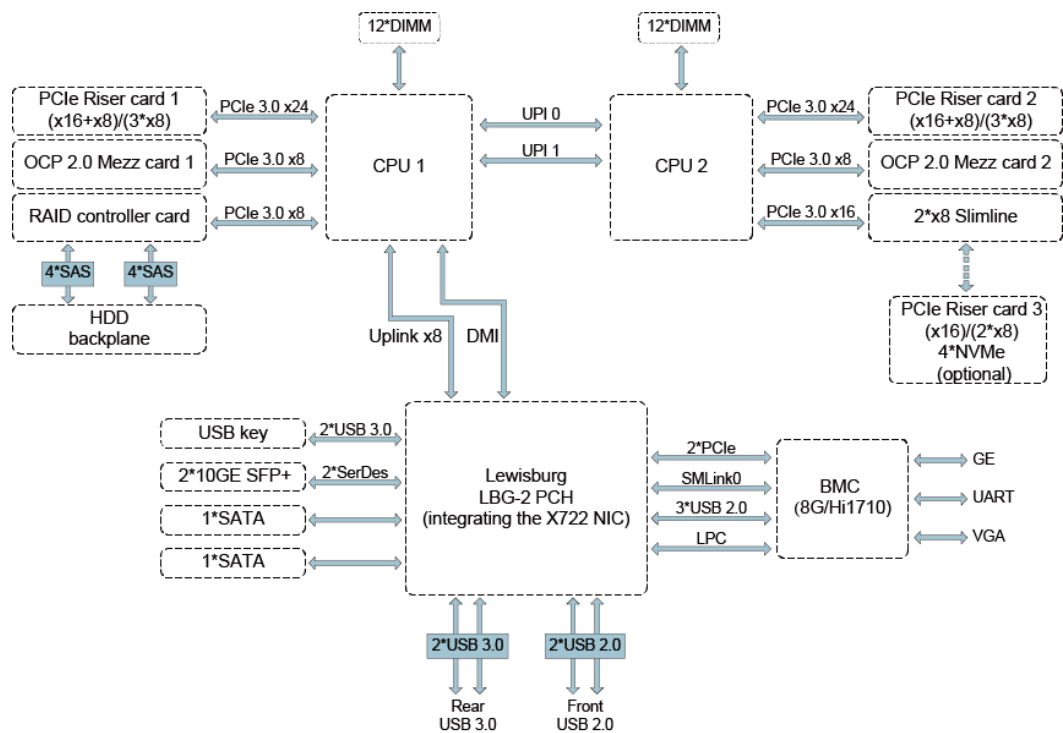 12*DIMM
12*DIMM
PCIe Riser card 1
(x16+x8)/(3*x8)
PCIe 3.0 x24
CPU 1
UPI 0
UPI 1
CPU 2
PCIe 3.0 x24
PCIe Riser card 2
(x16+x8)/(3*x8)
OCP 2.0 Mezz card 1
PCIe 3.0 x8
PCIe 3.0 x8
OCP 2.0 Mezz card 2
RAID controller card
PCIe 3.0 x8
PCIe 3.0 x16
2*x8 Slimline
4*SAS
4*SAS
HDD
backplane
Uplink x8
DMI
PCIe Riser card 3
(x16)/(2*x8)
4*NVMe
(optional)
USB key
2*USB 3.0
2*10GE SFP+
2*SerDes
1*SATA
1*SATA
Lewisburg
LBG-2 PCH
(integrating the X722 NIC)
2*PCIe
SMLink0
3*USB 2.0
LPC
BMC
(8G/Hi1710)
GE
UART
VGA
2*USB 3.0
2*USB 2.0
Rear
USB 3.0
Front
USB 2.0